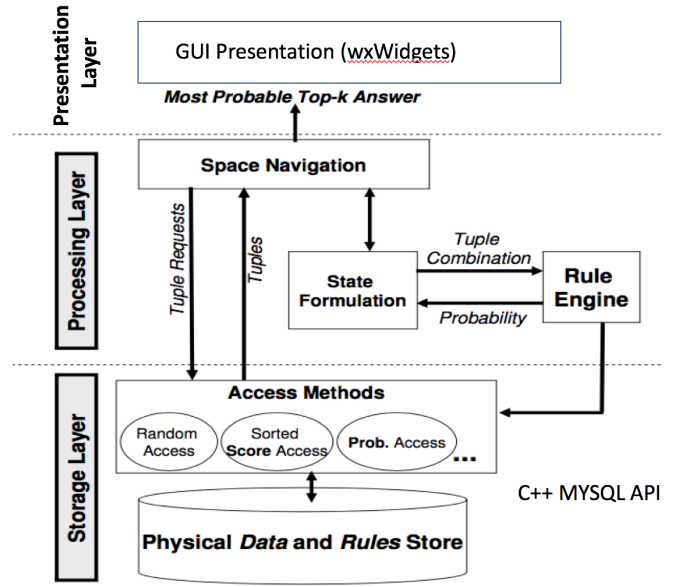 Presentation
Layer
GUI Presentation (wxWidgets)
Most Probable Top-k Answer
Processing Layer
Space Navigation
Tuple Requests
Tuples
State
Formulation
Tuple
Combination
Probability
Rule
Engine
Storage Layer
Access Methods
Random
Access
Sorted
Score Access
Prob. Access
...
C++ MYSQL API
Physical Data and Rules Store